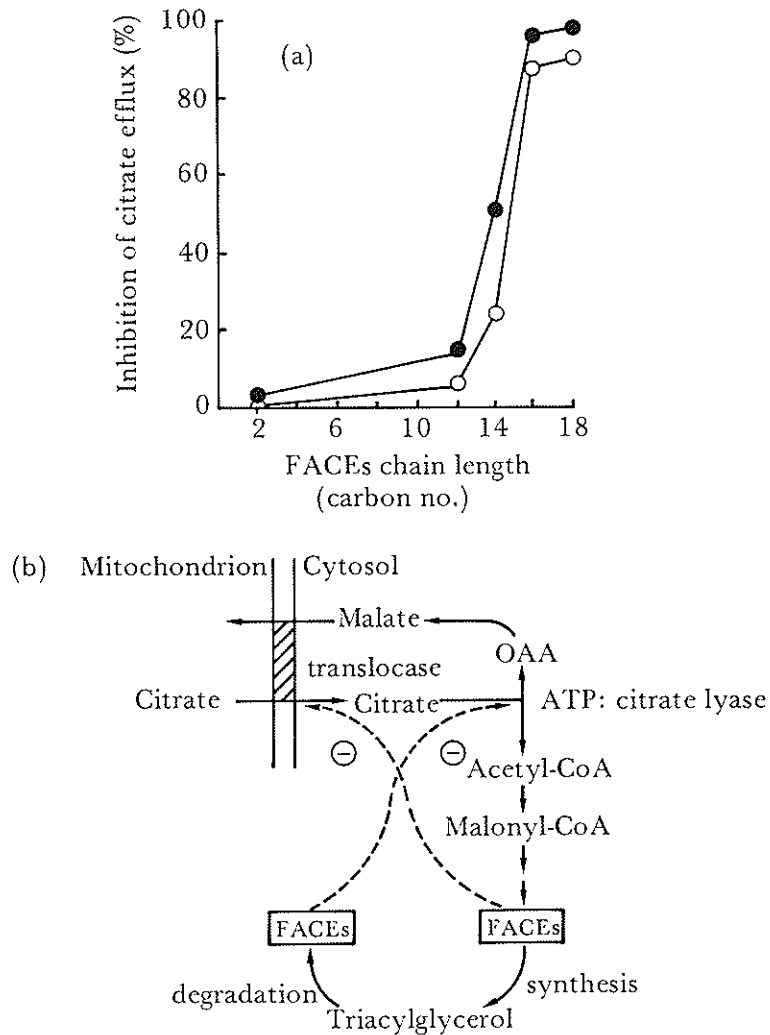 (a)
Inhibition of citrate efflux (%)
100
80
60
40
20
0
2
6
10
14
18
FACEs chain length
(carbon no.)
(b) Mitochondrion Cytosol
Malate
OAA
translocase
Citrate
Citrate
ATP: citrate lyase
−
−
Acetyl-CoA
Malonyl-CoA
FACEs
FACEs
degradation
synthesis
Triacylglycerol